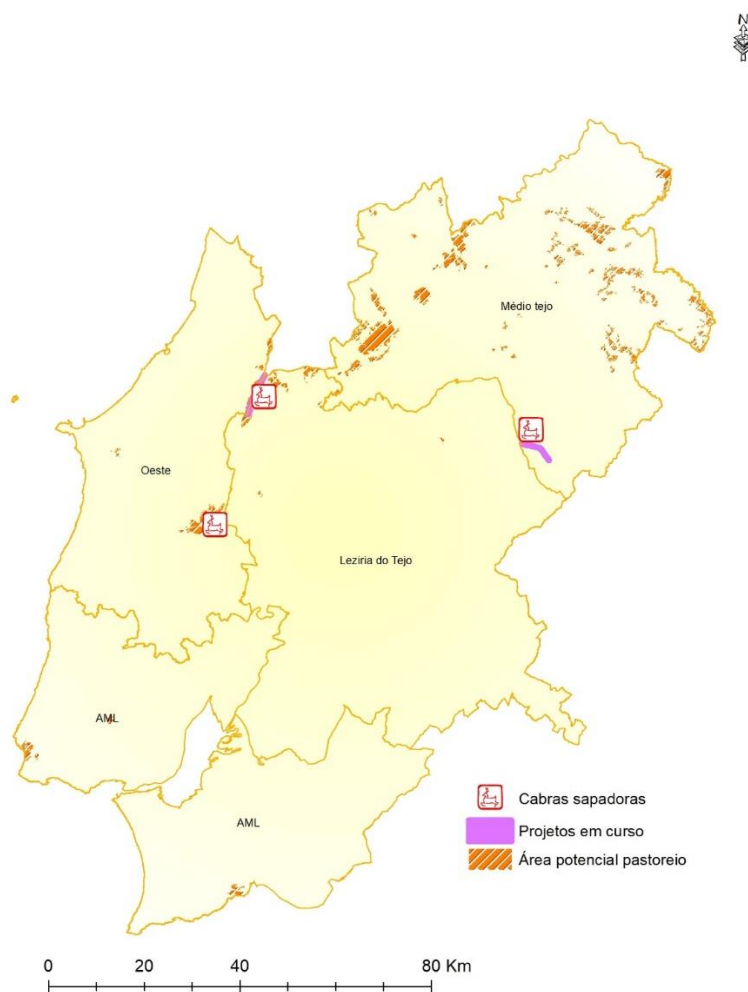 N
Médio tejo
Oeste
Leziria do Tejo
AML
AML
Cabras sapadoras
Projetos em curso
Área potencial pastoreio
0 20 40 80 Km